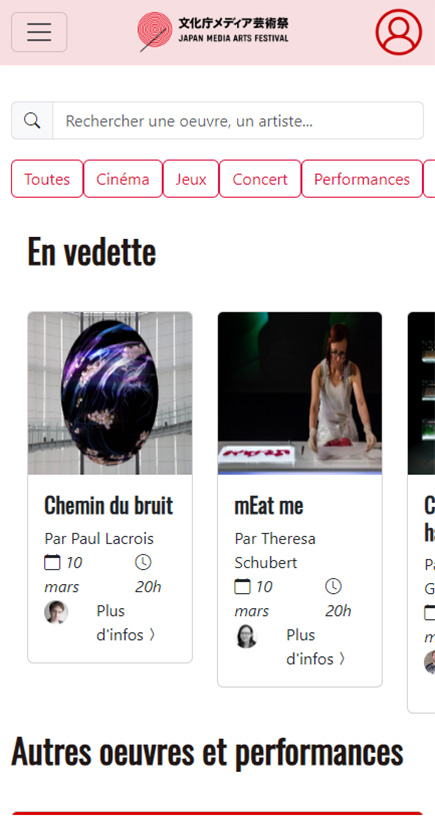 文化庁メディア芸術祭
JAPAN MEDIA ARTS FESTIVAL
Rechercher une oeuvre, un artiste...
Toutes
Cinéma
Jeux
Concert
Performances
En vedette
Chemin du bruit
Par Paul Lacrois
10
mars
20h
Plus
d'infos 〉
mEat me
Par Theresa
Schubert
10
mars
20h
Plus
d'infos 〉
Autres oeuvres et performances